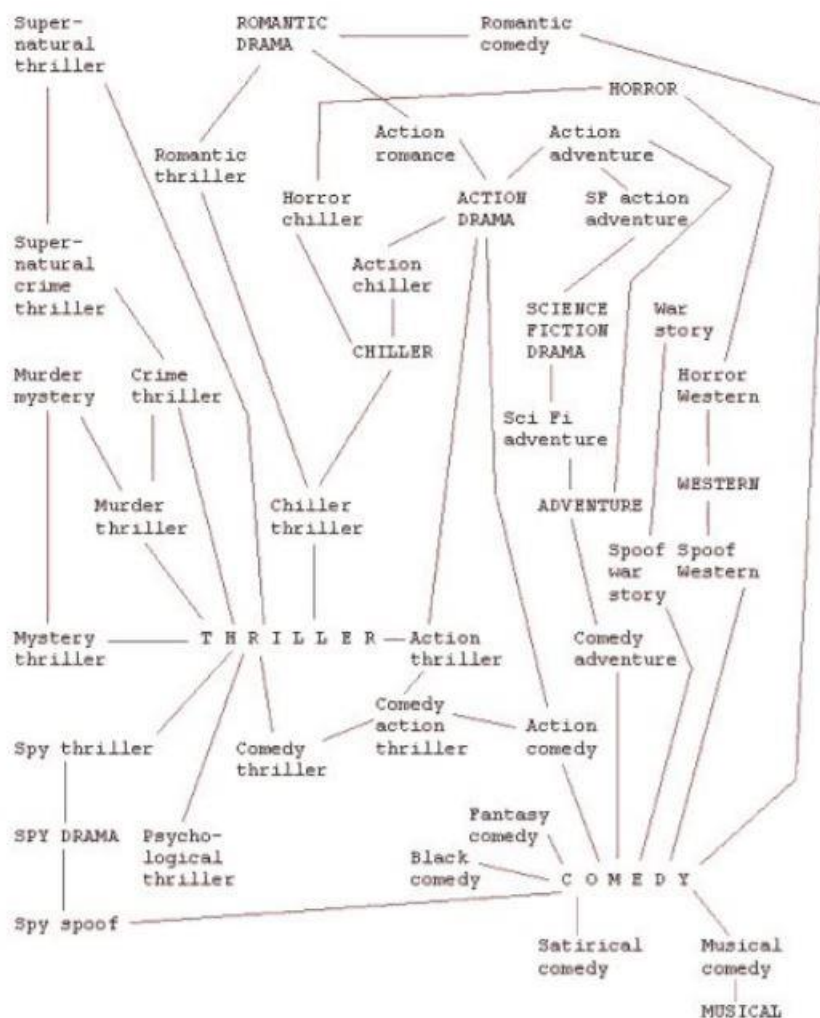 Super-
natural
thriller
ROMANTIC
DRAMA
Romantic
comedy
HORROR
Action
romance
Action
adventure
Romantic
thriller
Horror
chiller
ACTION
DRAMA
SF action
adventure
Super-
natural
crime
thriller
Action
chiller
SCIENCE
FICTION
DRAMA
War
story
CHILLER
Murder
mystery
Crime
thriller
Horror
Western
Sci Fi
adventure
WESTERN
Murder
thriller
Chiller
thriller
ADVENTURE
Spoof
war
story
Spoof
Western
Mystery
thriller
T H R I L L E R
Action
thriller
Comedy
adventure
Comedy
action
thriller
Action
comedy
Spy thriller
Comedy
thriller
Fantasy
comedy
SPY DRAMA
Psycho-
logical
thriller
Black
comedy
C O M E D Y
Spy spoof
Satirical
comedy
Musical
comedy
MUSICAL